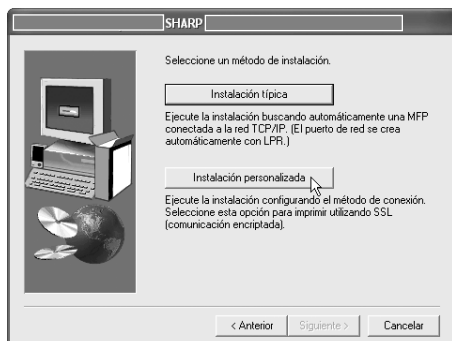 SHARP
Seleccione un método de instalación.
Instalación típica
Ejecute la instalación buscando automáticamente una MFP
conectada a la red TCP/IP. (El puerto de red se crea
automáticamente con LPR.)
Instalación personalizada
Ejecute la instalación configurando el método de conexión.
Seleccione esta opción para imprimir utilizando SSL
(comunicación encriptada).
< Anterior
Siguiente >
Cancelar